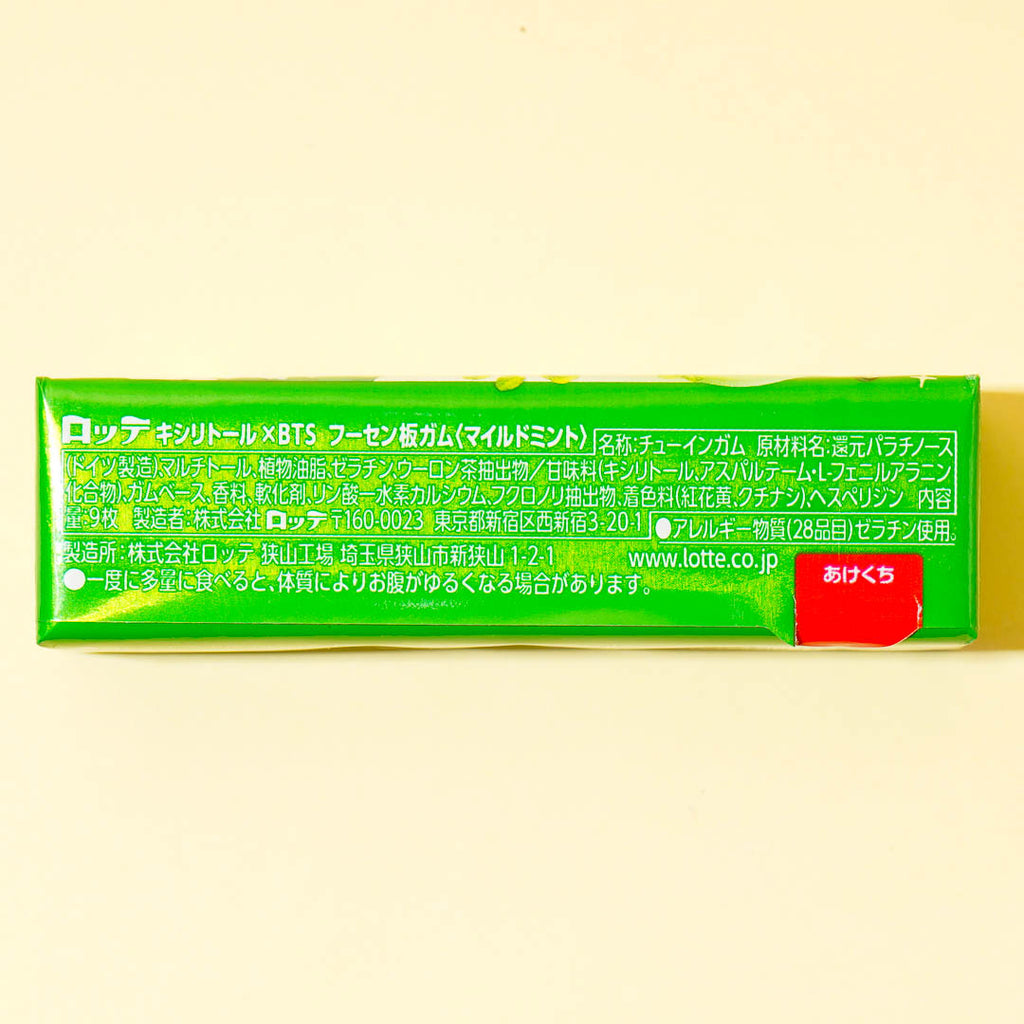 ロッテ キシリトール×BTS フーセン板ガム〈マイルドミント〉 名称:チューインガム 原材料名:還元パラチノース
(ドイツ製造)、マルチトール、植物油脂、ゼラチン、ウーロン茶抽出物/甘味料(キシリトール、アスパルテーム・L-フェニルアラニン
化合物)、ガムベース、香料、軟化剤、リン酸一水素カルシウム、フクロノリ抽出物、着色料(紅花黄、クチナシ)、ヘスペリジン 内容
量:9枚 製造者:株式会社ロッテ 〒160-0023 東京都新宿区西新宿3-20-1 ●アレルギー物質(28品目)ゼラチン使用。
製造所:株式会社ロッテ 狭山工場 埼玉県狭山市新狭山1-2-1 www.lotte.co.jp
●一度に多量に食べると、体質によりお腹がゆるくなる場合があります。
あけくち